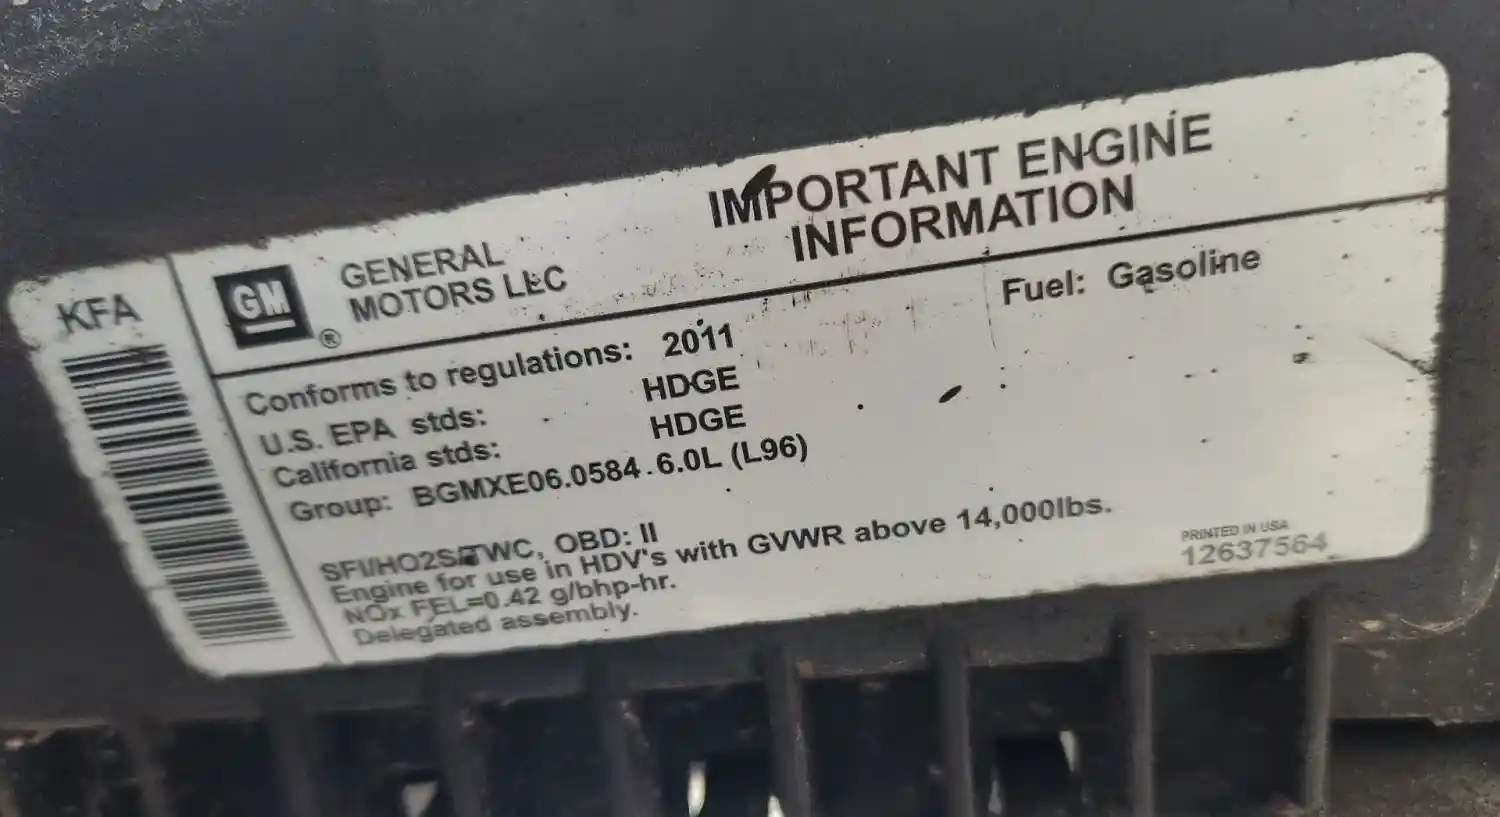 KFA
GM
®
GENERAL
MOTORS LLC
IMPORTANT ENGINE
INFORMATION
Conforms to regulations: 2011
Fuel: Gasoline
U.S. EPA stds: HDGE
California stds: HDGE
Group: BGMXE06.0584 6.0L (L96)
SFI/HO2S/TWC, OBD: II
Engine for use in HDV's with GVWR above 14,000lbs.
NOx FEL=0.42 g/bhp-hr.
Delegated assembly.
PRINTED IN USA
12637564